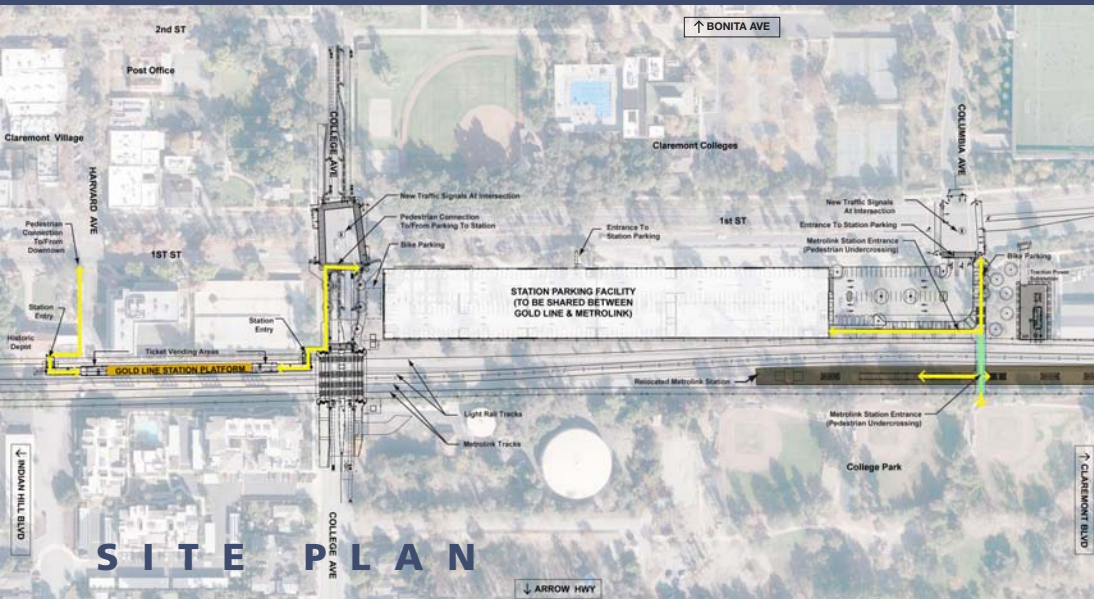 ↑ BONITA AVE
2nd ST
Post Office
Claremont Village
HARVARD AVE
COLLEGE AVE
Claremont Colleges
COLUMBIA AVE
New Traffic Signals At Intersection
Pedestrian Connection
To/From Parking To Station
Bike Parking
Pedestrian
Connection
To/From
Downtown
1ST ST
Entrance To
Station Parking
1st ST
New Traffic Signals
At Intersection
Entrance To Station Parking
Metrolink Station Entrance
(Pedestrian Undercrossing)
Bike Parking
Traction Power
STATION PARKING FACILITY
(TO BE SHARED BETWEEN
GOLD LINE & METROLINK)
Station
Entry
Station
Entry
Historic
Depot
Ticket Vending Areas
GOLD LINE STATION PLATFORM
Relocated Metrolink Station
Light Rail Tracks
Metrolink Tracks
Metrolink Station Entrance
(Pedestrian Undercrossing)
College Park
↓ INDIAN HILL BLVD
↑ CLAREMONT BLVD
COLLEGE AVE
SITE PLAN
↓ ARROW HWY